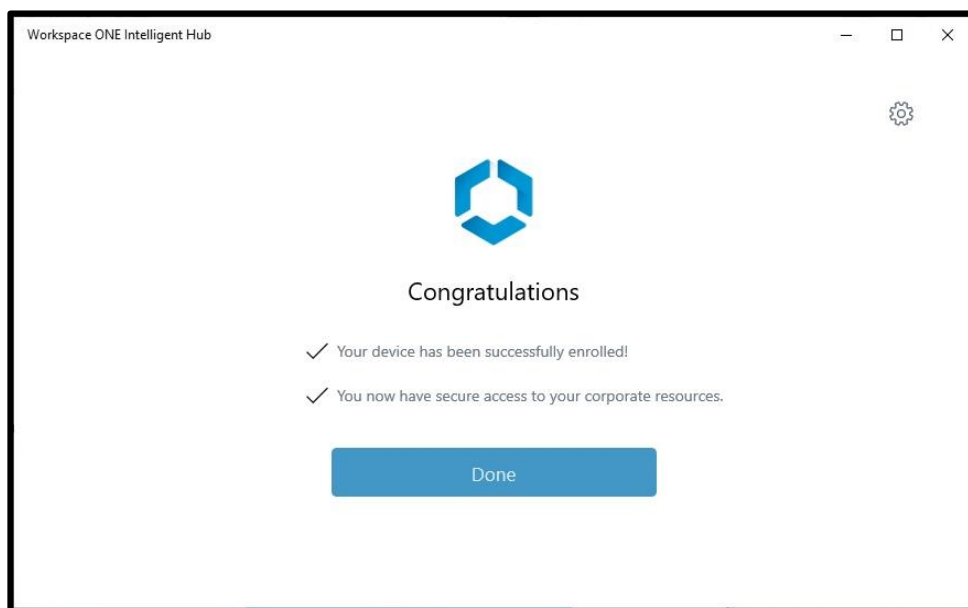 Workspace ONE Intelligent Hub
Congratulations
Your device has been successfully enrolled!
You now have secure access to your corporate resources.
Done